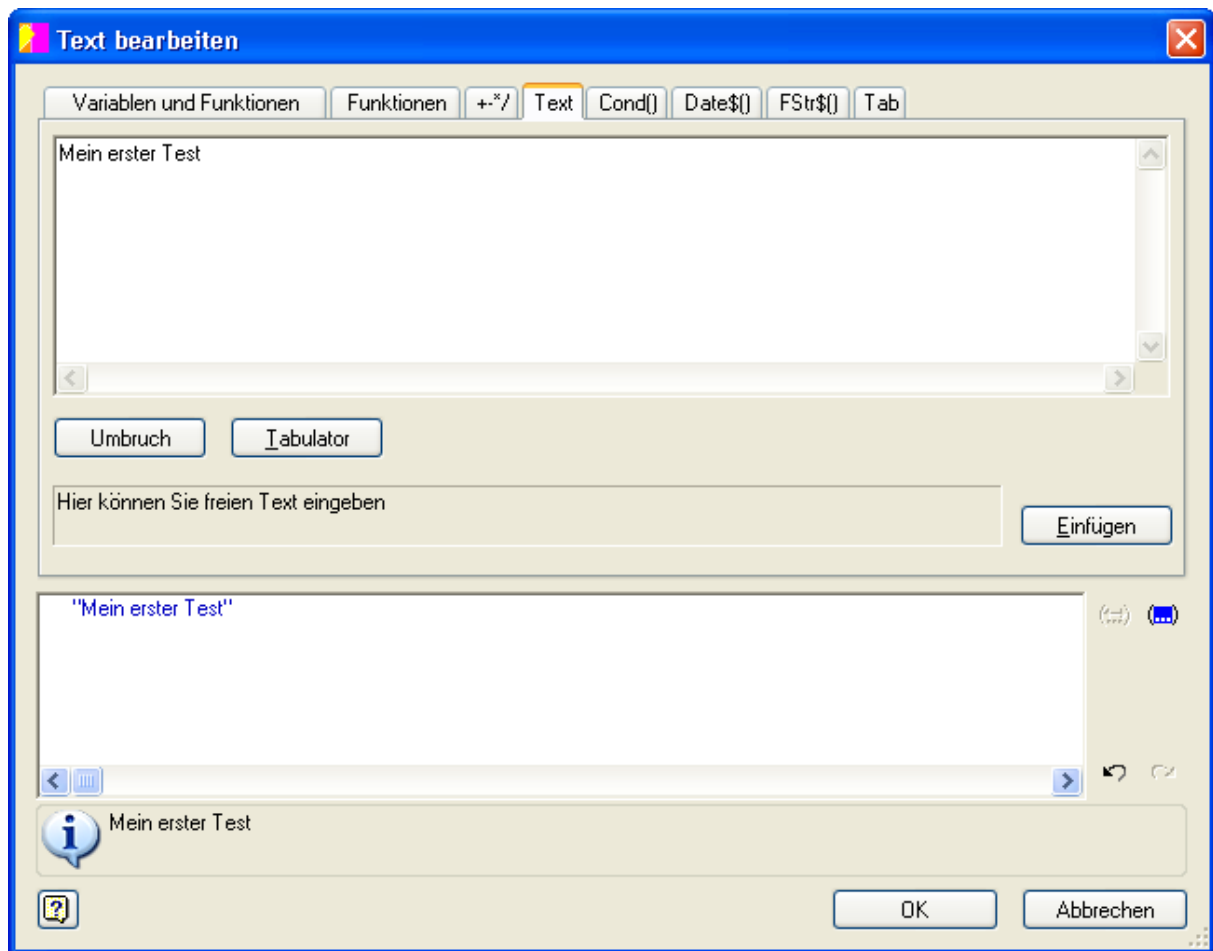 Text bearbeiten
Variablen und Funktionen Funktionen +-*/ Text Cond() Date$() FStr$() Tab
Mein erster Test
Umbruch Tabulator
Hier können Sie freien Text eingeben
Einfügen
"Mein erster Test"
Mein erster Test
OK Abbrechen